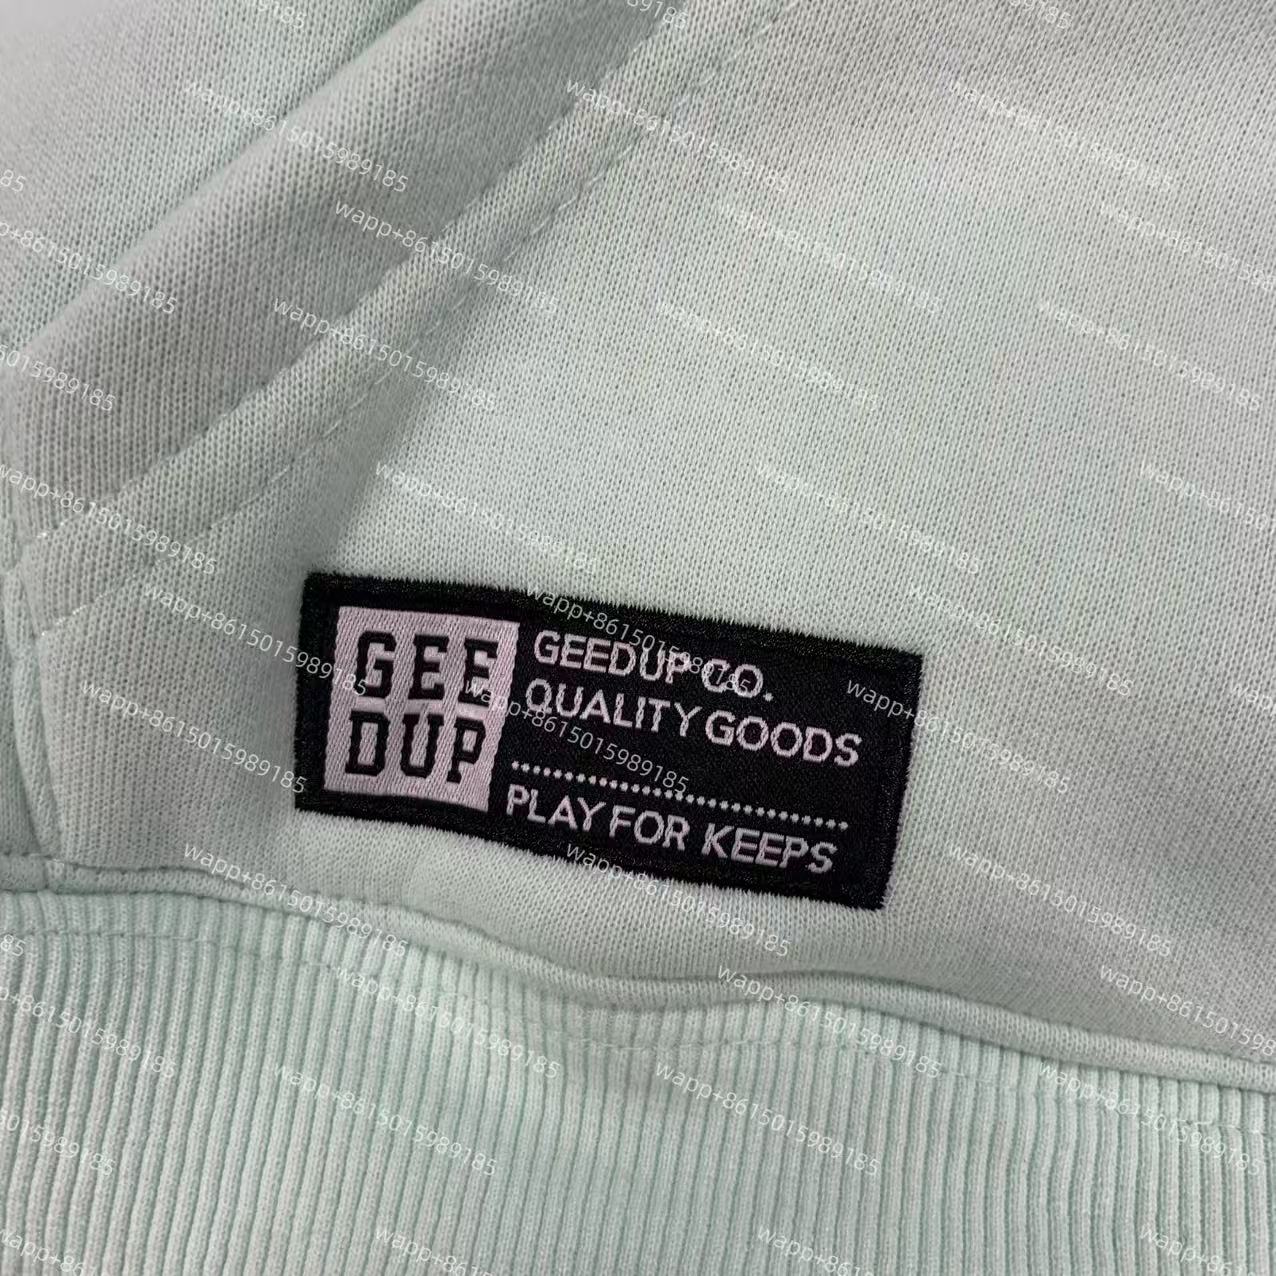 GEE
DUP
GEEDUP CO.
QUALITY GOODS
PLAY FOR KEEPS
wapp+8615015989185